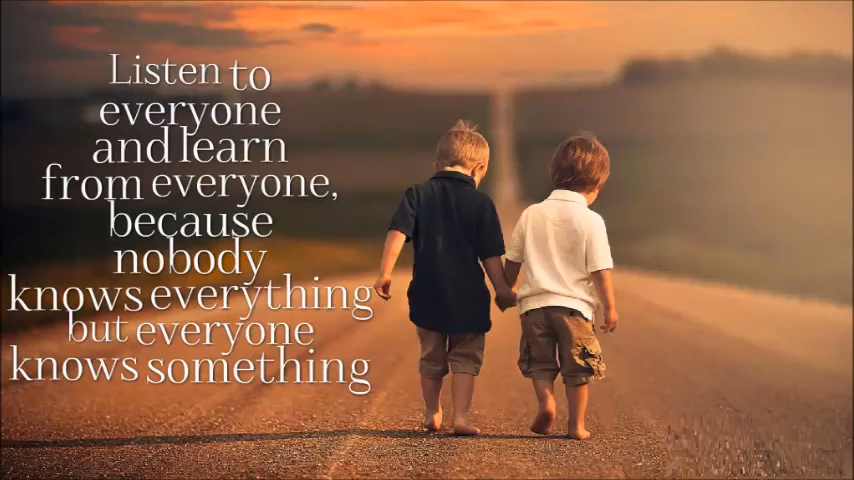 Listen to
everyone
and learn
from everyone,
because
nobody
knows everything
but everyone
knows something